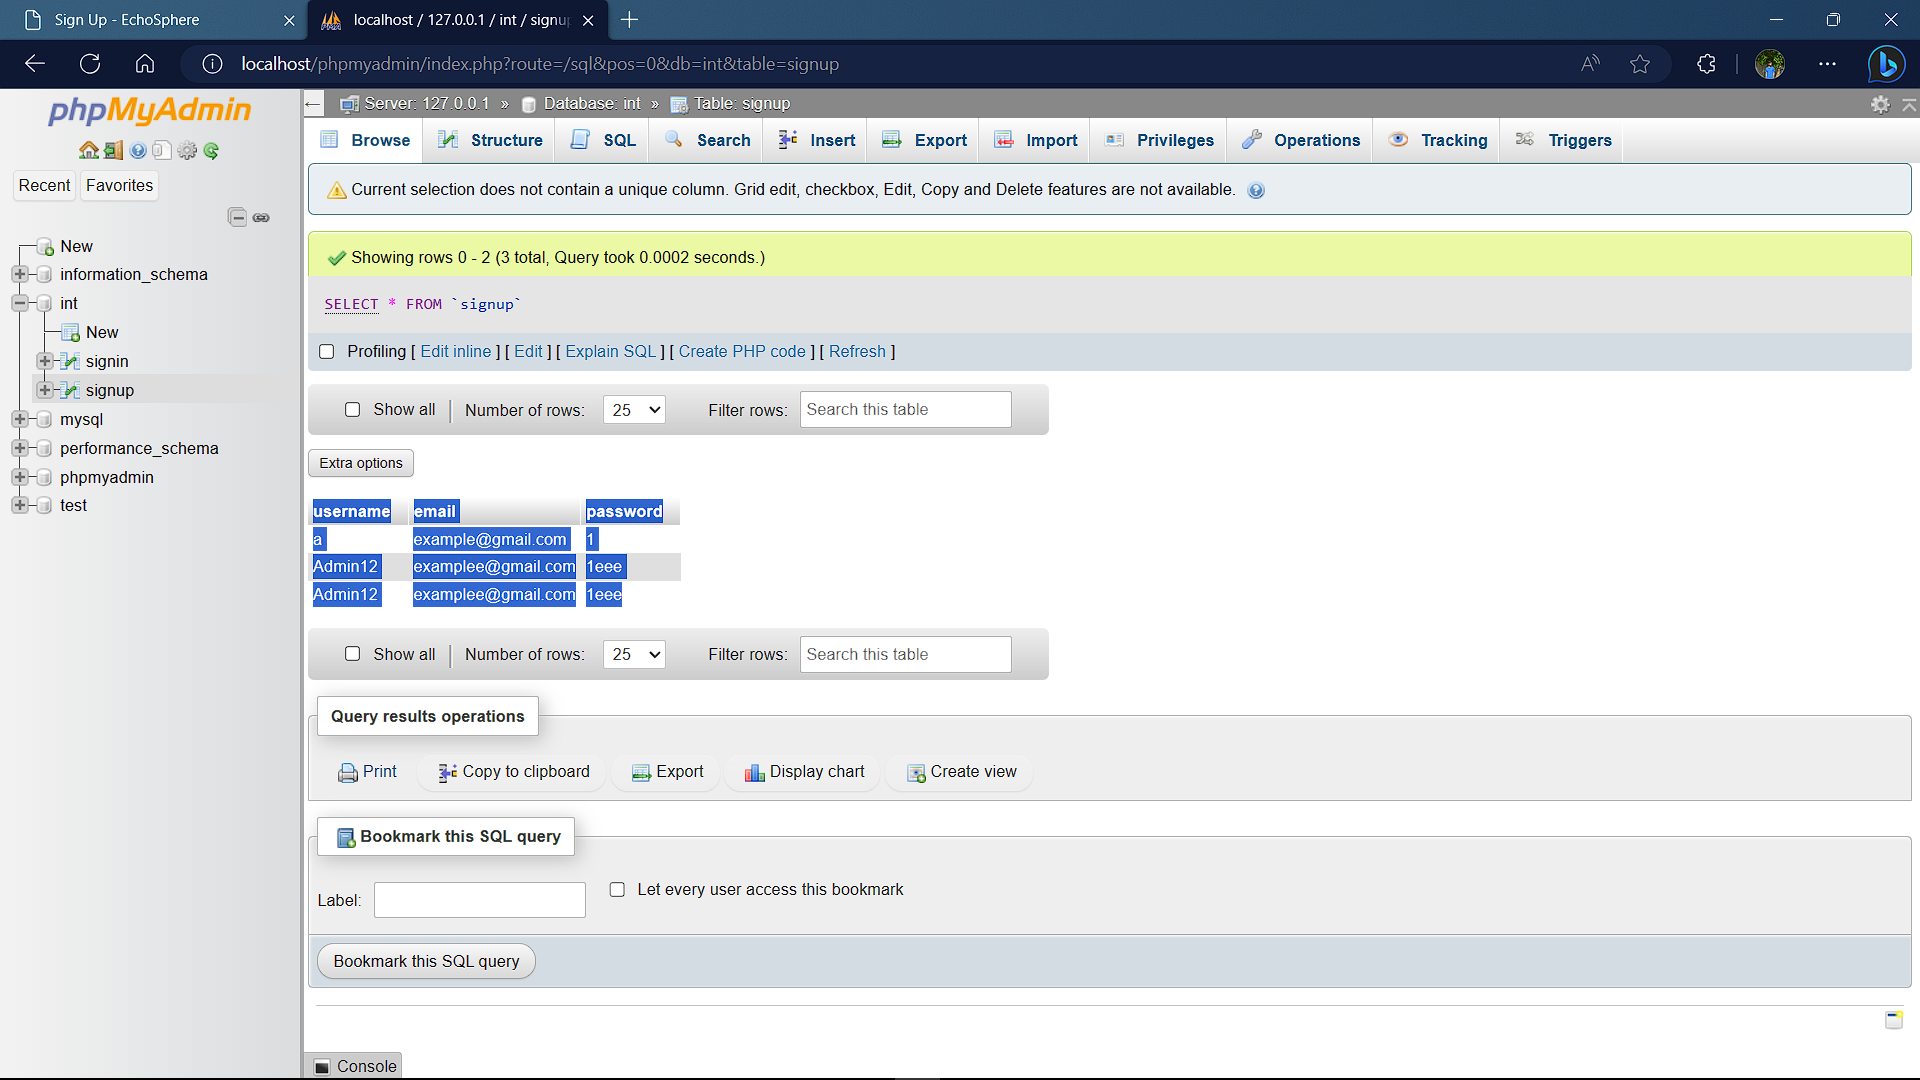 Sign Up - EchoSphere
localhost / 127.0.0.1 / int / signup
localhost/phpmyadmin/index.php?route=/sql&pos=0&db=int&table=signup
phpMyAdmin
Recent Favorites
New
information_schema
int
New
signin
signup
mysql
performance_schema
phpmyadmin
test
Server: 127.0.0.1 » Database: int » Table: signup
Browse Structure SQL Search Insert Export Import Privileges Operations Tracking Triggers
Current selection does not contain a unique column. Grid edit, checkbox, Edit, Copy and Delete features are not available.
Showing rows 0 - 2 (3 total, Query took 0.0002 seconds.)
SELECT * FROM `signup`
Profiling [ Edit inline ] [ Edit ] [ Explain SQL ] [ Create PHP code ] [ Refresh ]
Show all | Number of rows: 25 Filter rows: Search this table
Extra options
username email password
a example@gmail.com 1
Admin12 examplee@gmail.com 1eee
Admin12 examplee@gmail.com 1eee
Show all | Number of rows: 25 Filter rows: Search this table
Query results operations
Print Copy to clipboard Export Display chart Create view
Bookmark this SQL query
Label: Let every user access this bookmark
Bookmark this SQL query
Console